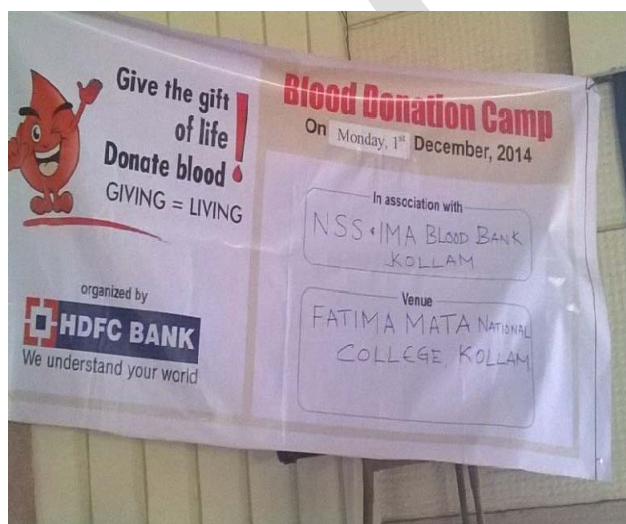 Give the gift
of life
Donate blood !
GIVING = LIVING
organized by
HDFC BANK
We understand your world
Blood Donation Camp
On Monday, 1st December, 2014
In association with
NSS & IMA BLOOD BANK
KOLLAM
Venue
FATIMA MATA NATIONAL
COLLEGE KOLLAM